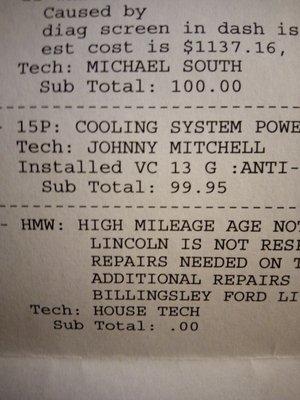 Caused by
diag screen in dash is
est cost is $1137.16,
Tech: MICHAEL SOUTH
Sub Total: 100.00
- 15P: COOLING SYSTEM POWE
Tech: JOHNNY MITCHELL
Installed VC 13 G :ANTI-
Sub Total: 99.95
- HMW: HIGH MILEAGE AGE NOT
LINCOLN IS NOT RESP
REPAIRS NEEDED ON T
ADDITIONAL REPAIRS
BILLINGSLEY FORD LI
Tech: HOUSE TECH
Sub Total: .00